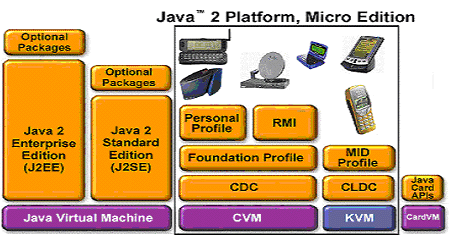 Java™ 2 Platform, Micro Edition
Optional
Packages
Optional
Packages
Java 2
Enterprise
Edition
(J2EE)
Java 2
Standard
Edition
(J2SE)
Personal
Profile
RMI
Foundation Profile
MID
Profile
CDC
CLDC
Java
Card
APIs
Java Virtual Machine
CVM
KVM
CardVM